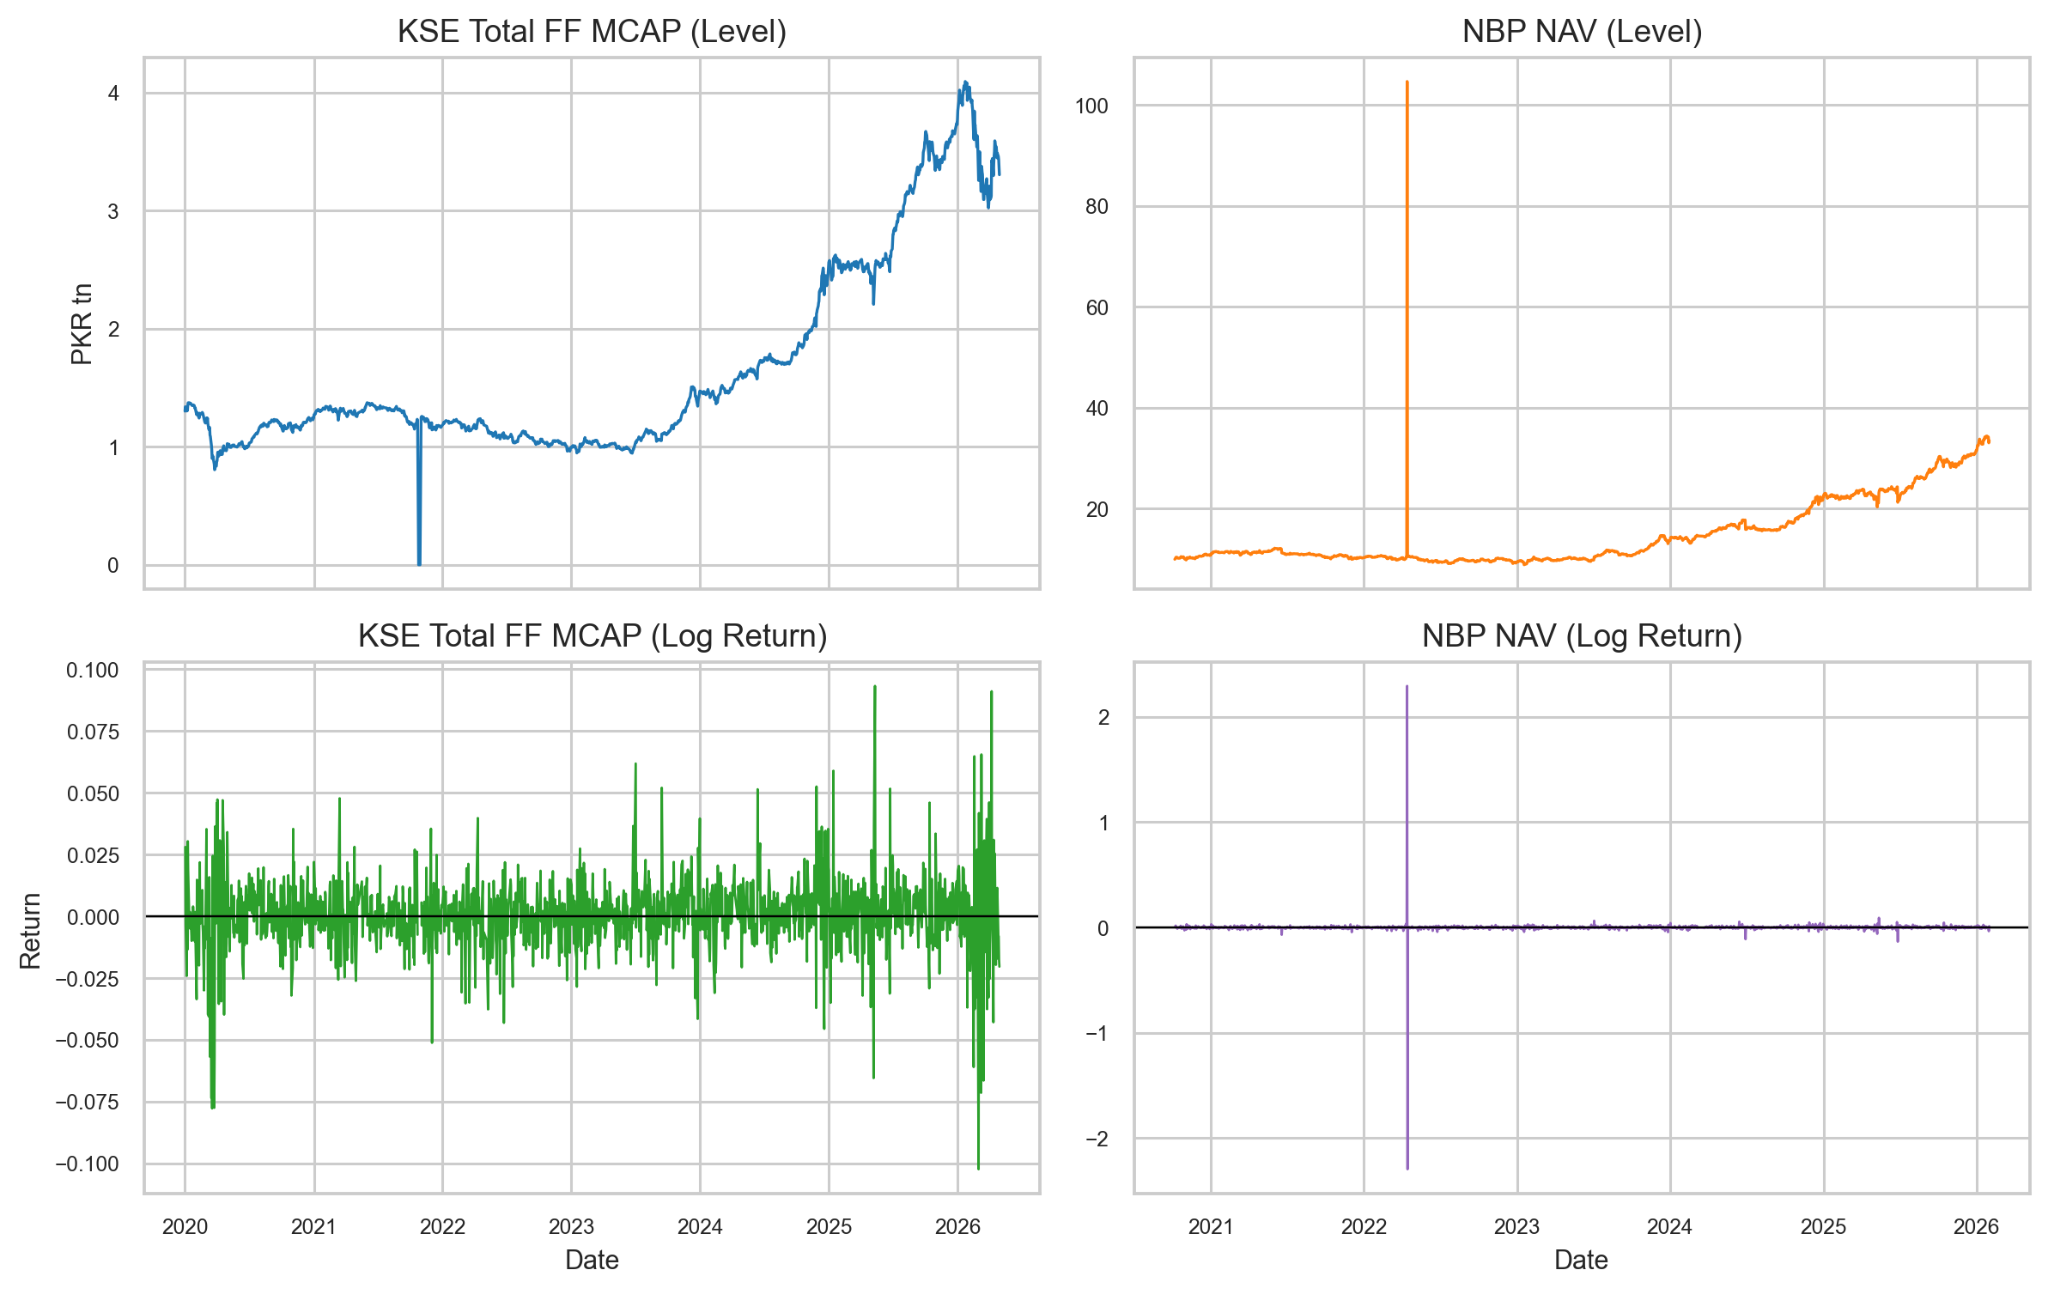 KSE Total FF MCAP (Level)
4
3
2
1
0
PKR tn
NBP NAV (Level)
100
80
60
40
20
KSE Total FF MCAP (Log Return)
0.100
0.075
0.050
0.025
0.000
−0.025
−0.050
−0.075
−0.100
Return
2020 2021 2022 2023 2024 2025 2026
Date
NBP NAV (Log Return)
2
1
0
−1
−2
2021 2022 2023 2024 2025 2026
Date